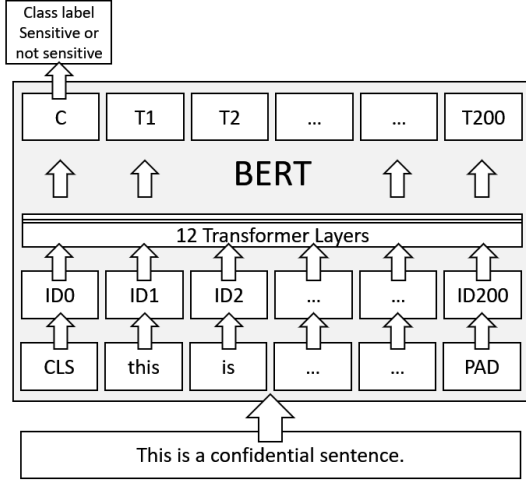 Class label
Sensitive or
not sensitive
C T1 T2 ... ... T200
BERT
12 Transformer Layers
ID0 ID1 ID2 ... ... ID200
CLS this is ... ... PAD
This is a confidential sentence.